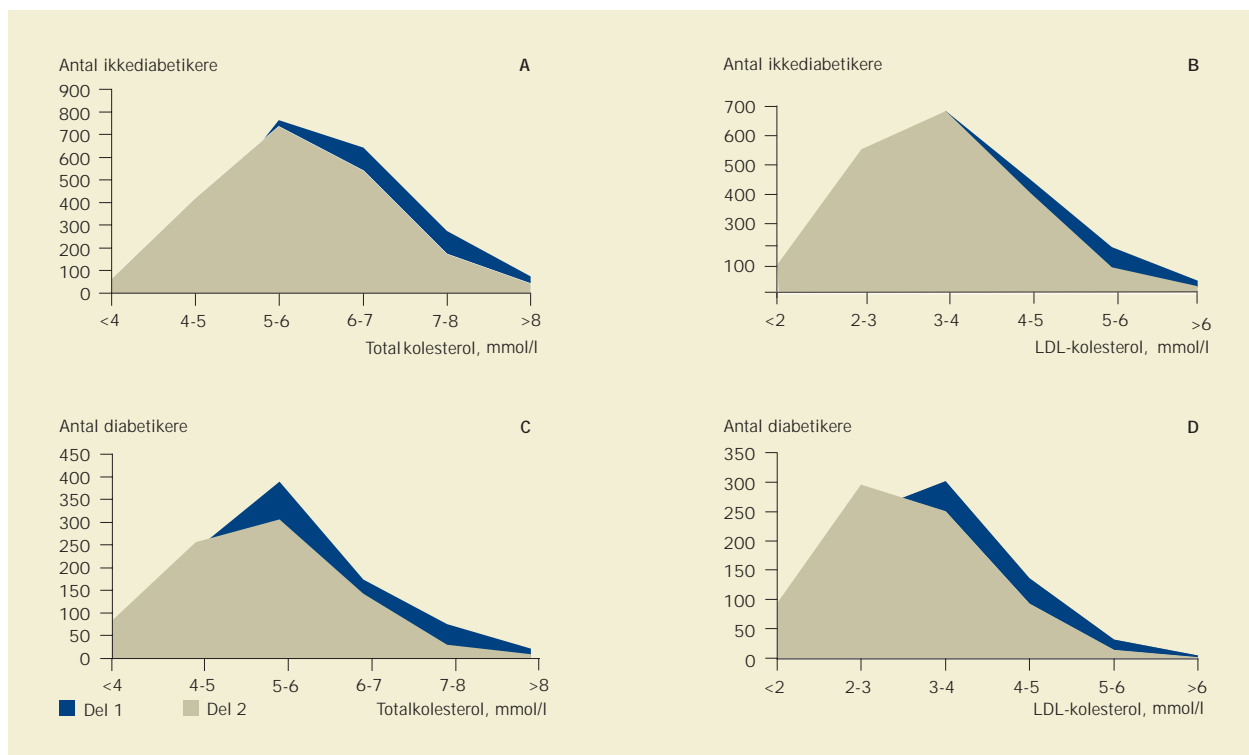 Antal ikkediabetikere A
900
800
700
600
500
400
300
200
100
0
<4 4-5 5-6 6-7 7-8 >8
Totalkolesterol, mmol/l
Antal ikkediabetikere B
700
600
500
400
300
100
<2 2-3 3-4 4-5 5-6 >6
LDL-kolesterol, mmol/l
Antal diabetikere C
450
400
350
300
250
200
150
100
50
0
<4 4-5 5-6 6-7 7-8 >8
Totalkolesterol, mmol/l
Del 1 Del 2
Antal diabetikere D
350
300
250
200
150
100
50
0
<2 2-3 3-4 4-5 5-6 >6
LDL-kolesterol, mmol/l